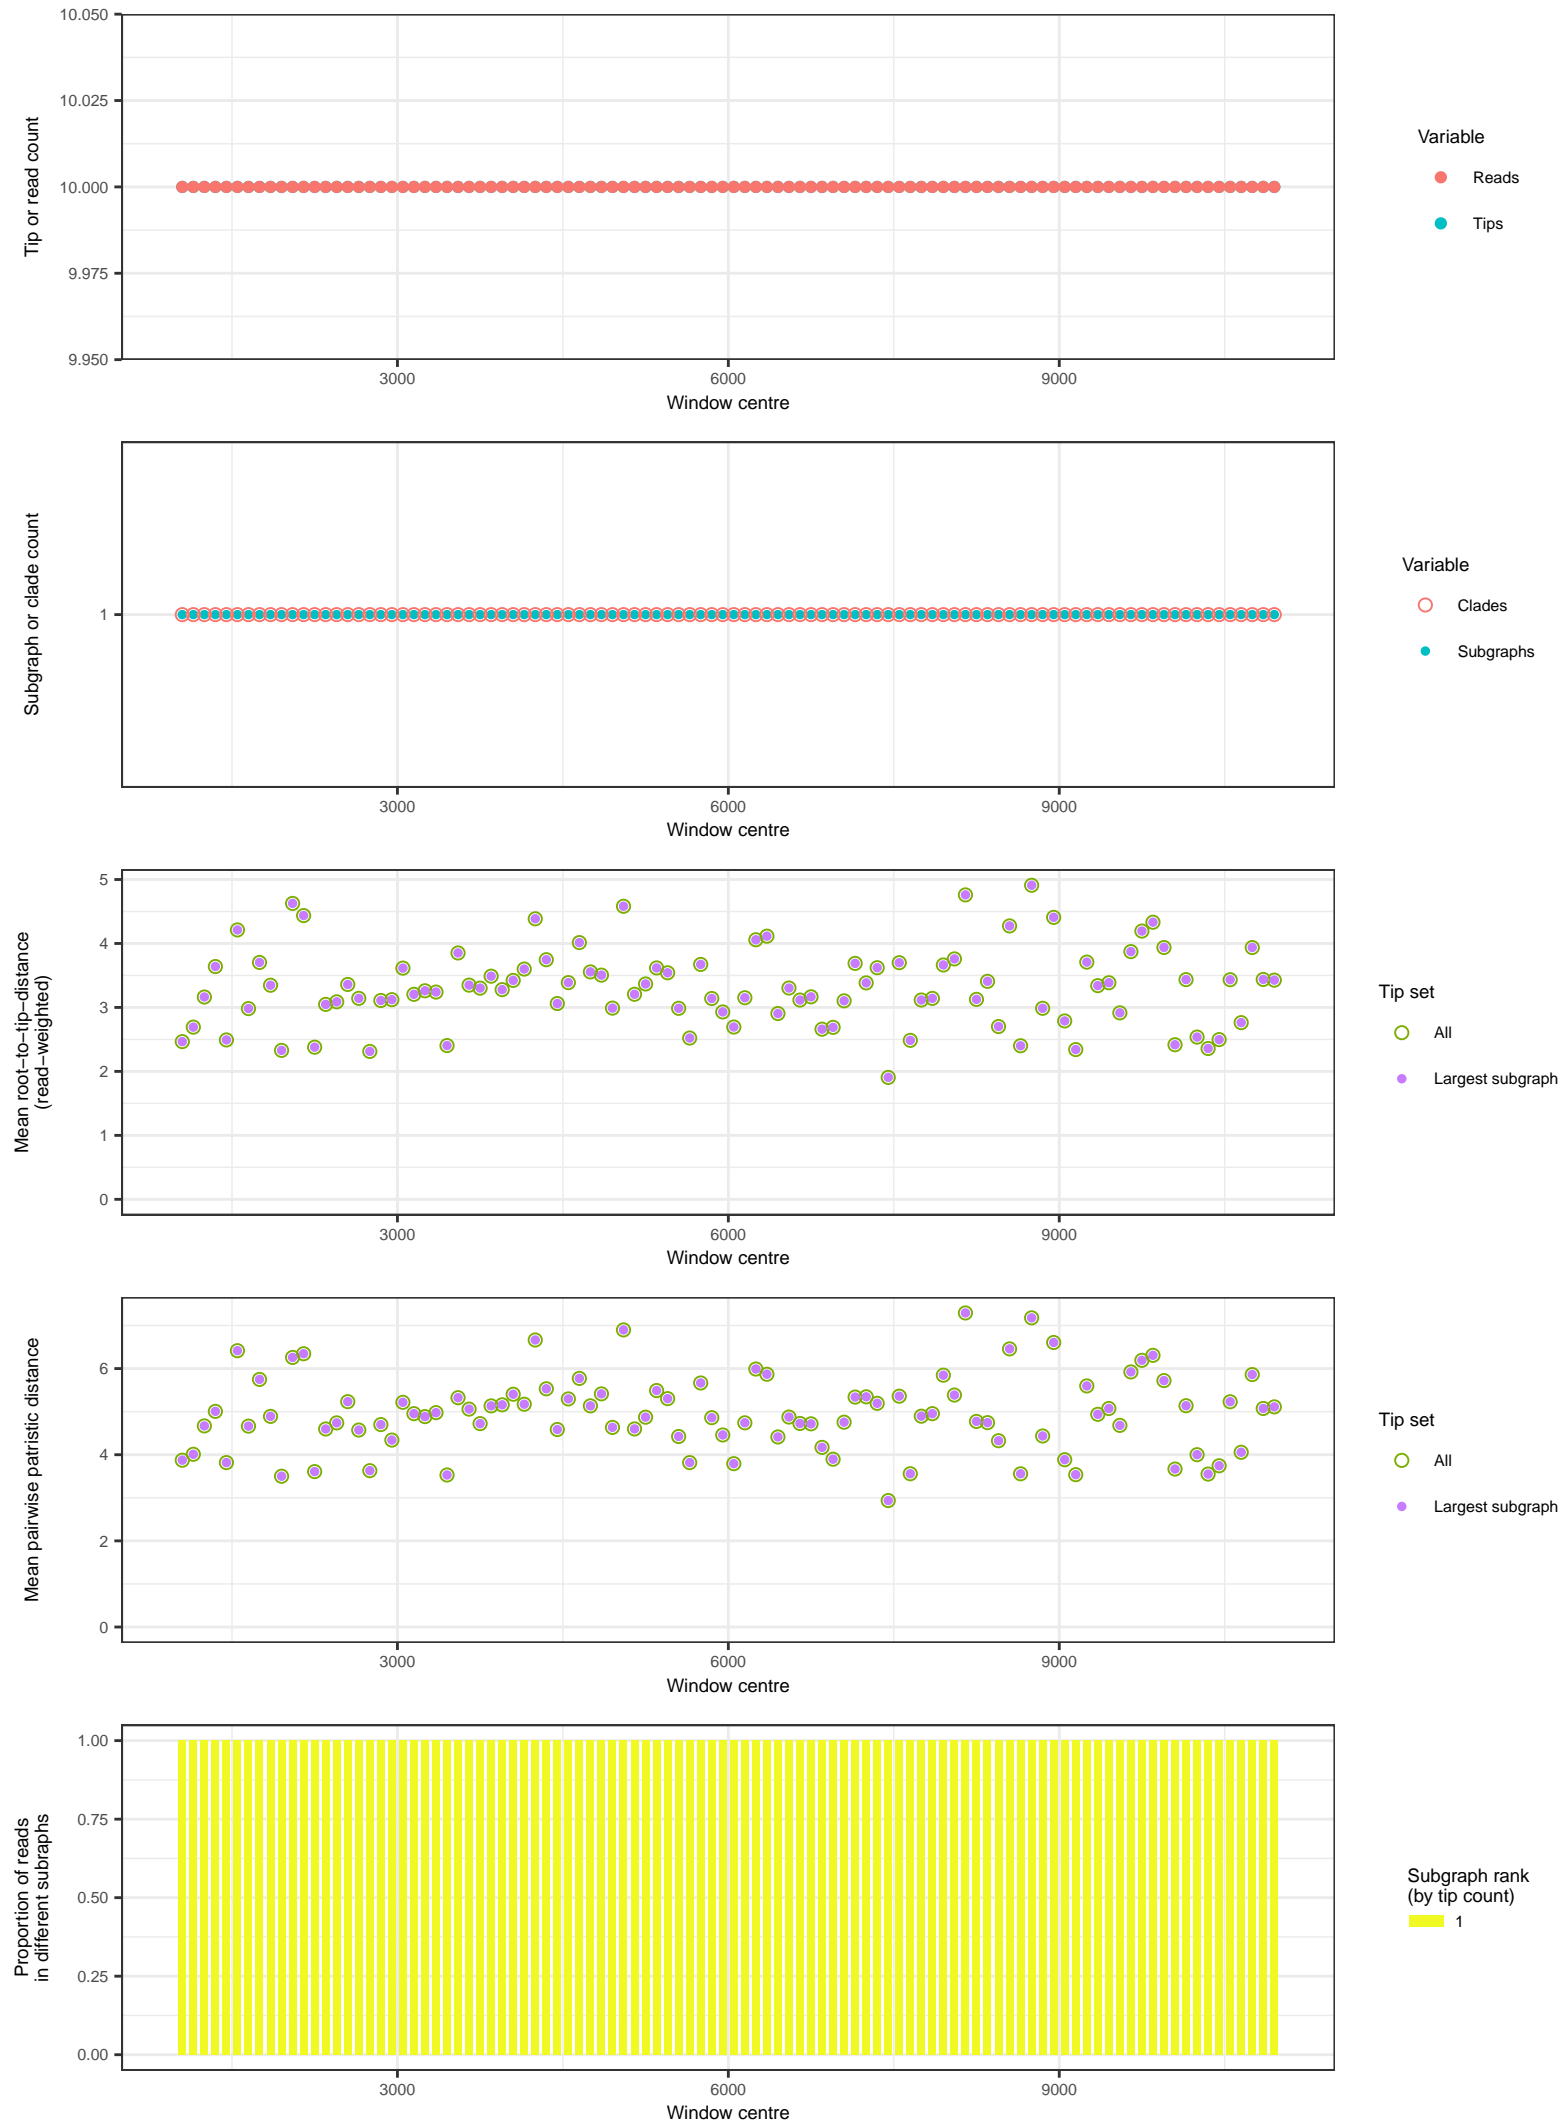 10.050
10.025
10.000
9.975
9.950
Tip or read count
3000 6000 9000
Window centre
Variable
Reads
Tips
1
Subgraph or clade count
3000 6000 9000
Window centre
Variable
Clades
Subgraphs
5
4
3
2
1
0
Mean root−to−tip−distance
(read−weighted)
3000 6000 9000
Window centre
Tip set
All
Largest subgraph
6
4
2
0
Mean pairwise patristic distance
3000 6000 9000
Window centre
Tip set
All
Largest subgraph
1.00
0.75
0.50
0.25
0.00
Proportion of reads
in different subraphs
3000 6000 9000
Window centre
Subgraph rank
(by tip count)
1